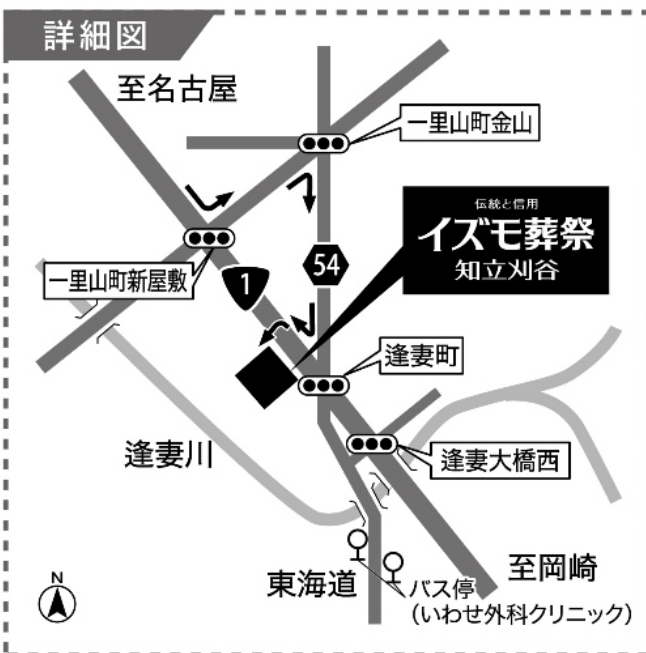 詳細図
至名古屋
一里山町金山
伝統と信用
イズモ葬祭
知立刈谷
54
一里山町新屋敷
1
逢妻町
逢妻川
逢妻大橋西
至岡崎
東海道
バス停
(いわせ外科クリニック)
N